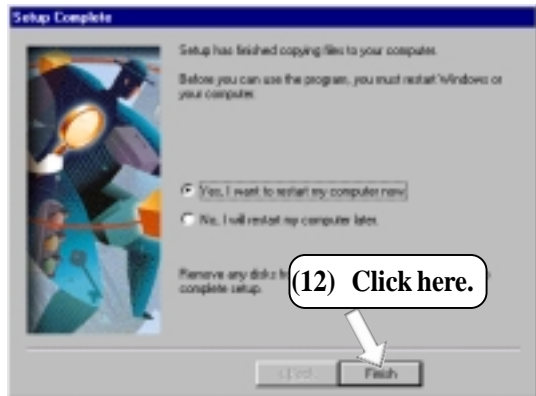 Setup Complete
Setup has finished copying files to your computer.
Before you can use the program, you must restart Windows or
your computer.
Yes, I want to restart my computer now.
No, I will restart my computer later.
Remove any disks
complete setup.
(12) Click here.
Finish